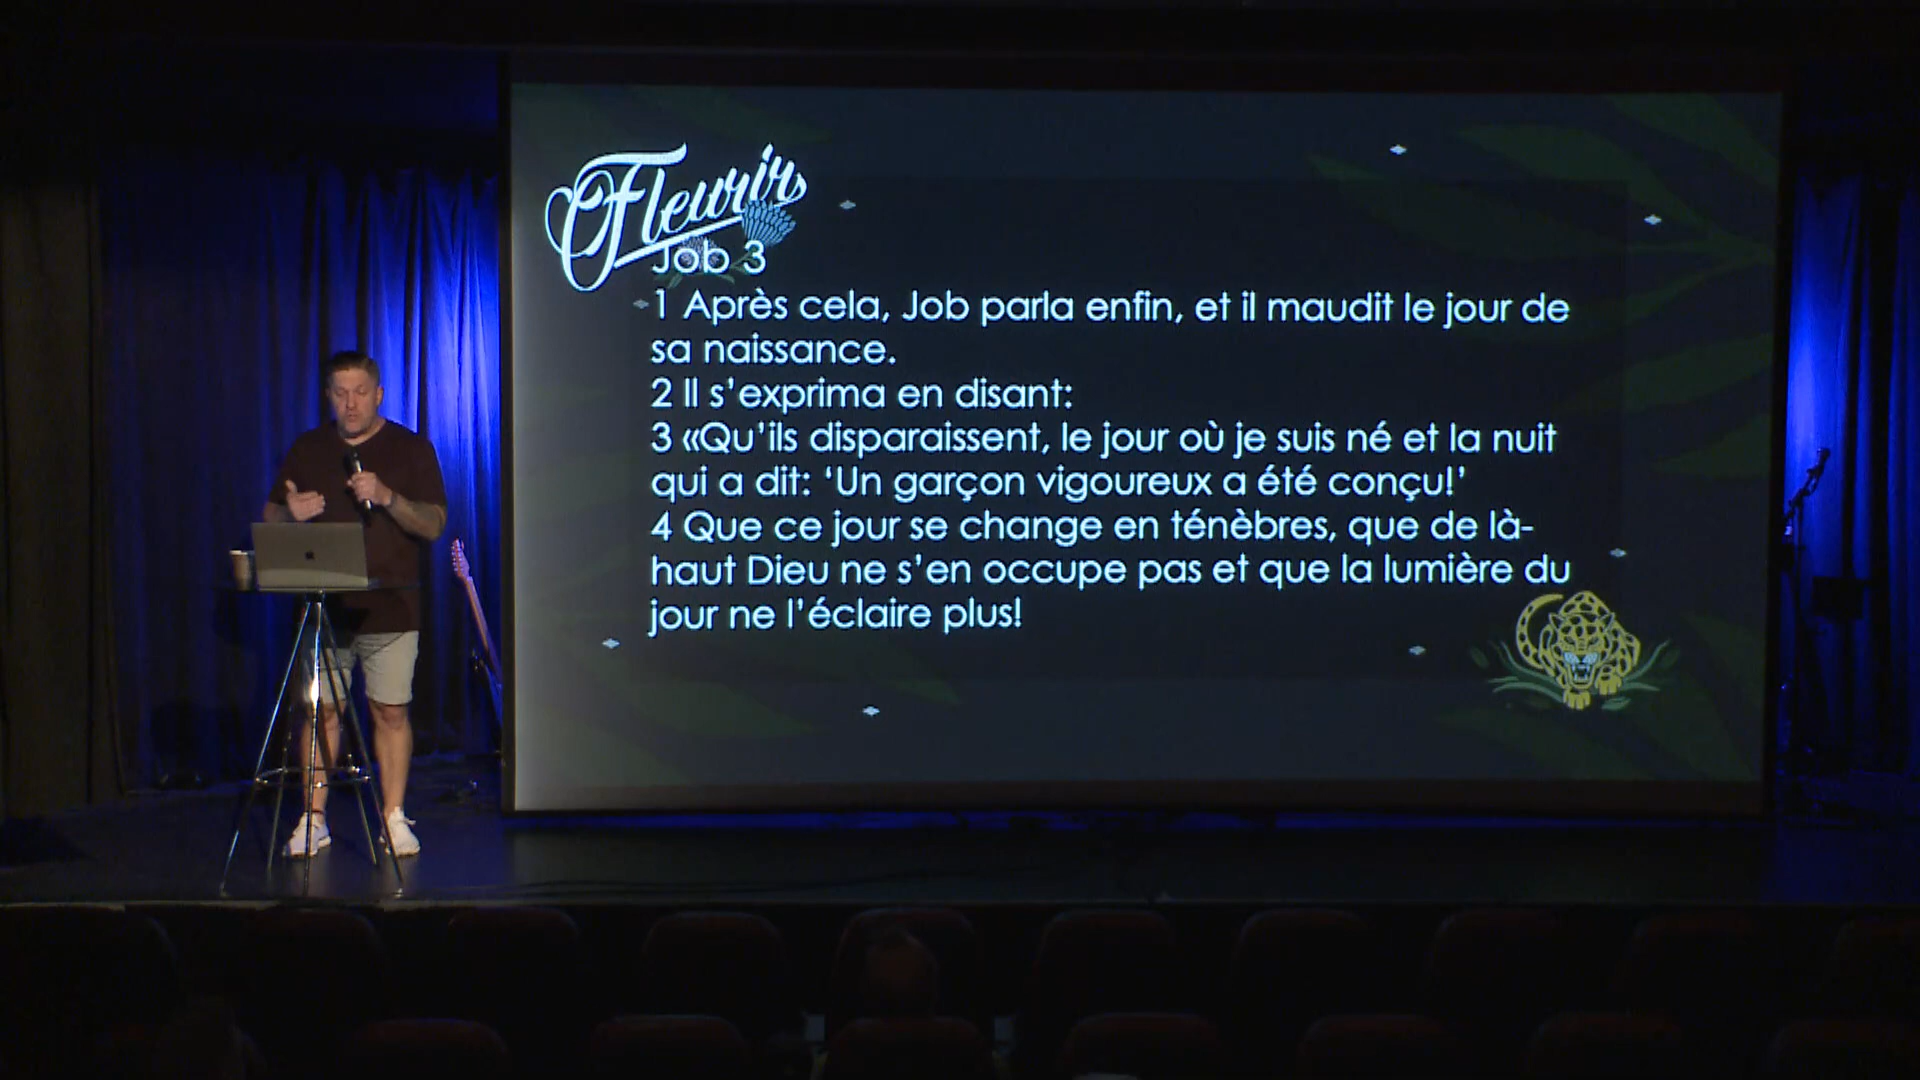 Fleurir
Job 3
1 Après cela, Job parla enfin, et il maudit le jour de
sa naissance.
2 Il s’exprima en disant:
3 «Qu’ils disparaissent, le jour où je suis né et la nuit
qui a dit: ‘Un garçon vigoureux a été conçu!’
4 Que ce jour se change en ténèbres, que de là-
haut Dieu ne s’en occupe pas et que la lumière du
jour ne l’éclaire plus!